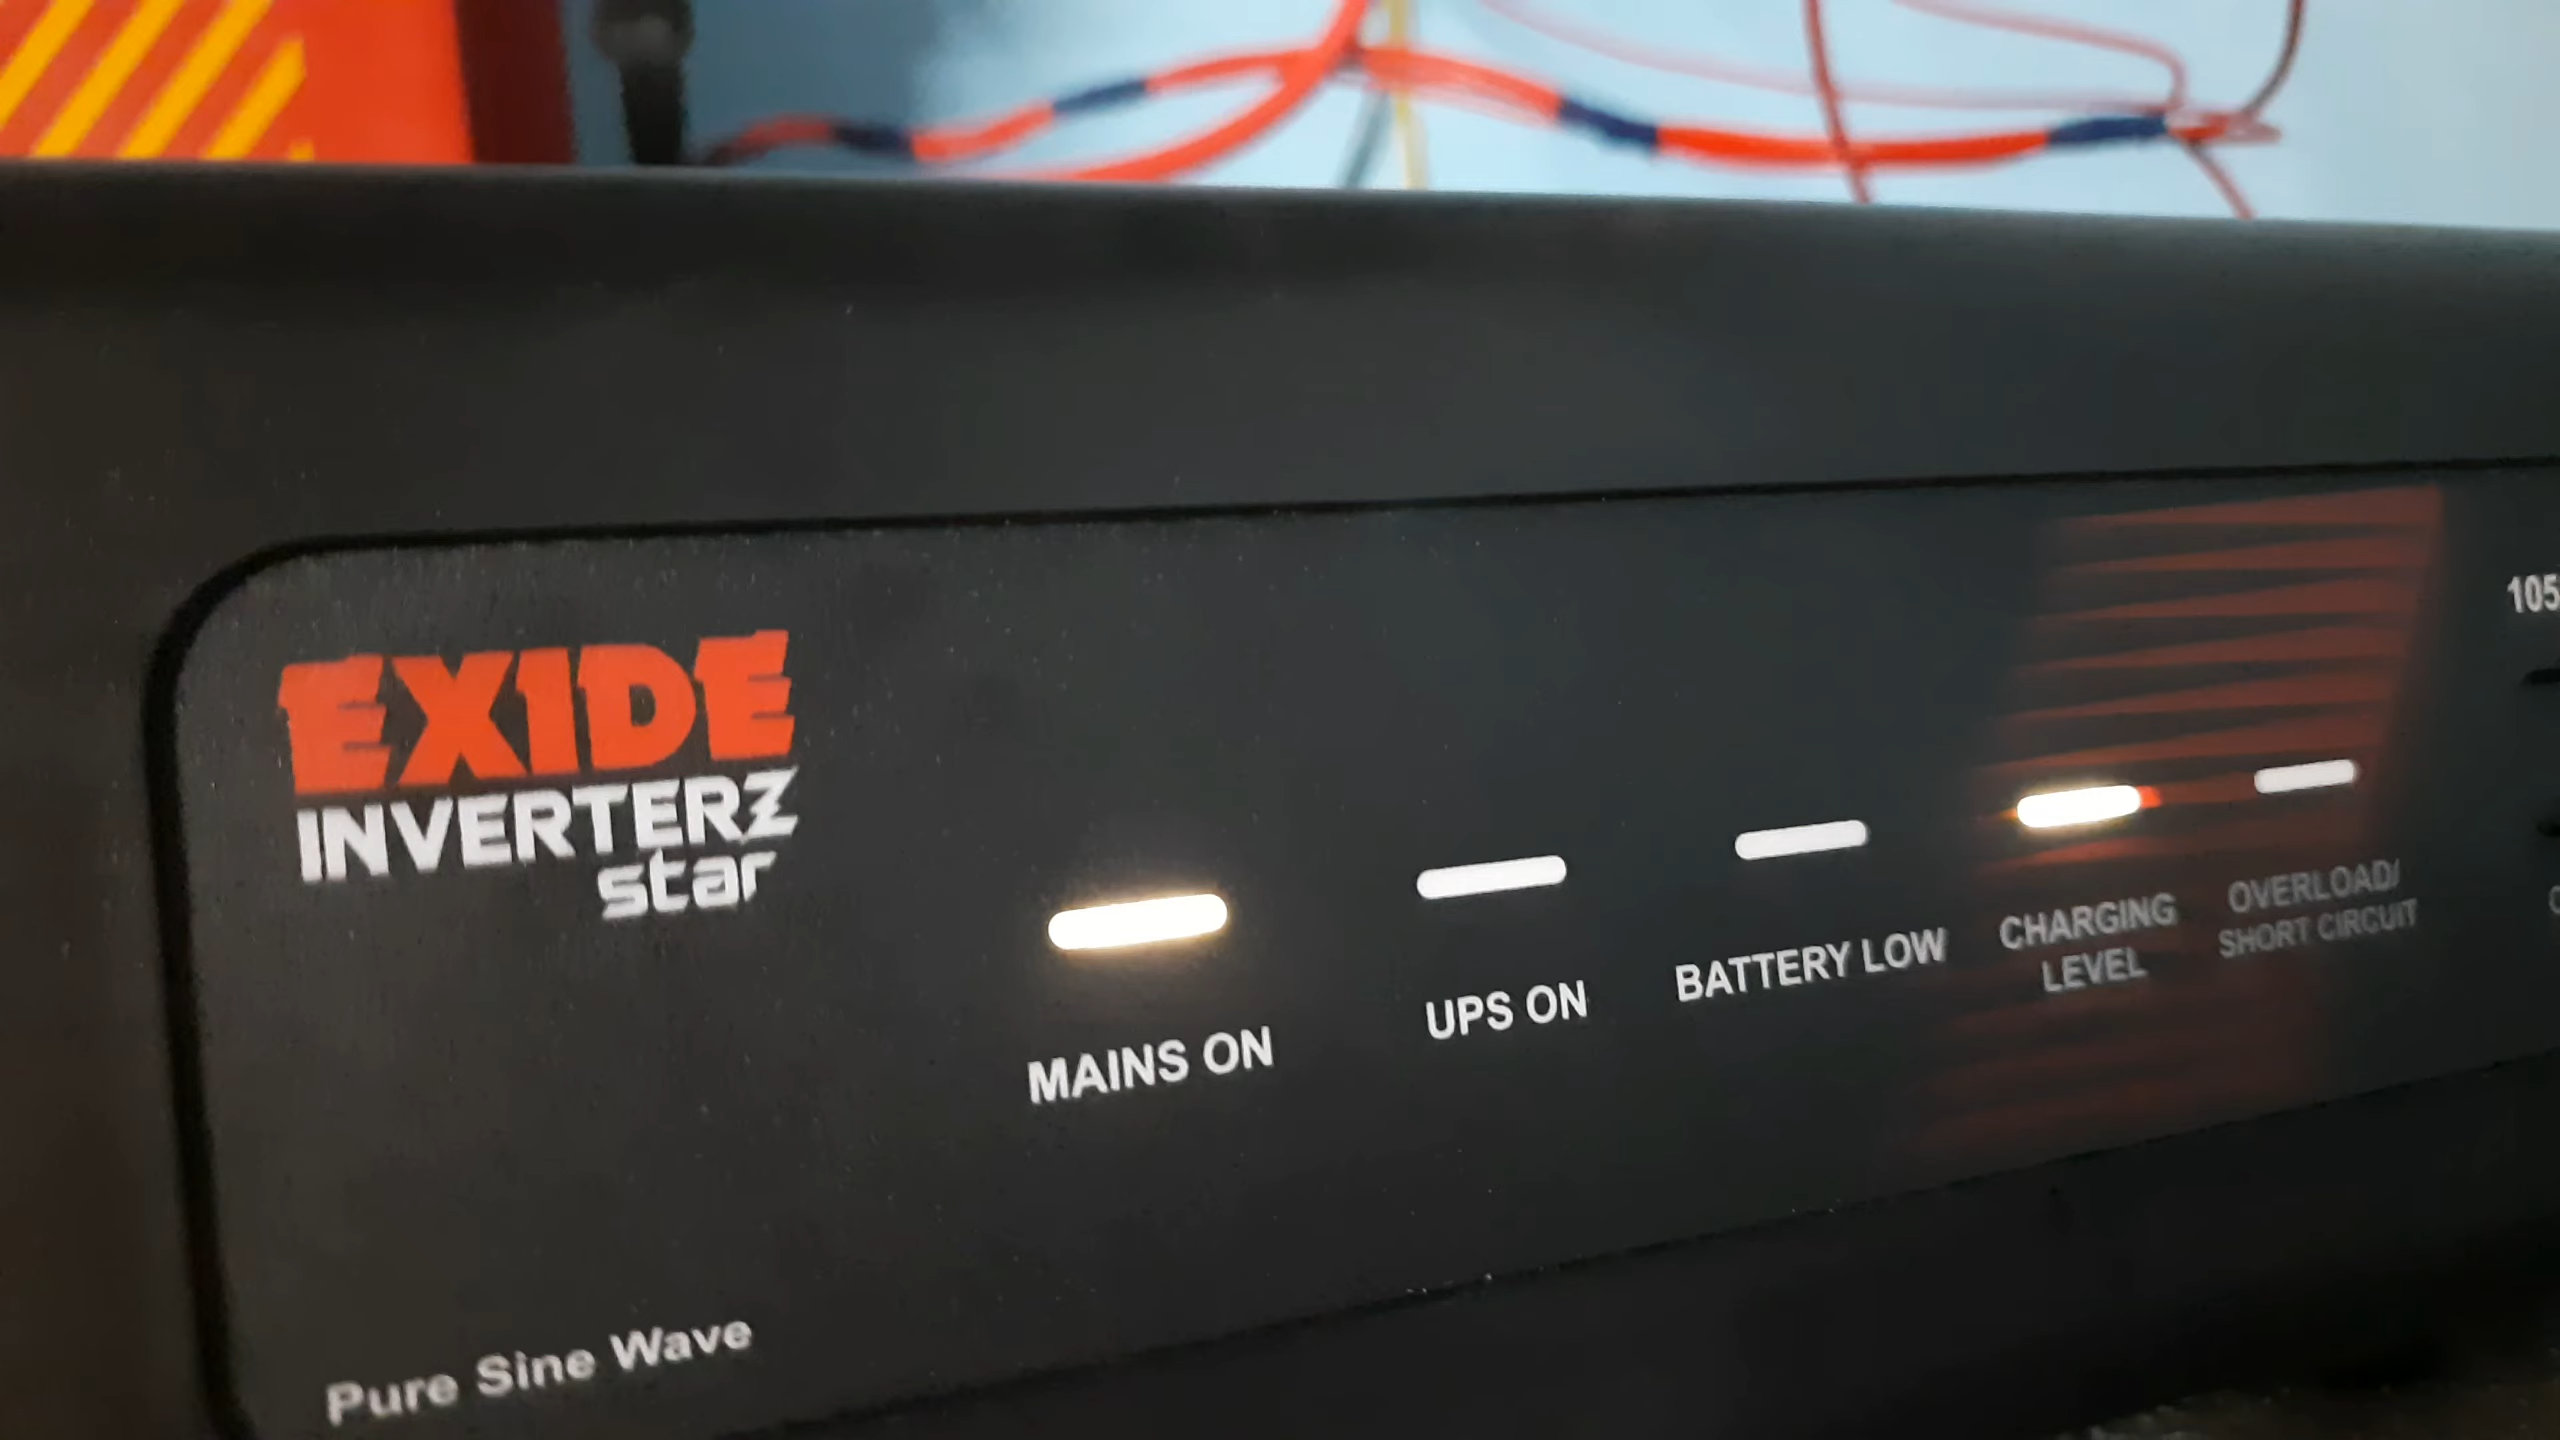 EXIDE
INVERTERZ
star
MAINS ON
UPS ON
BATTERY LOW
CHARGING
LEVEL
OVERLOAD/
SHORT CIRCUIT
105
Pure Sine Wave